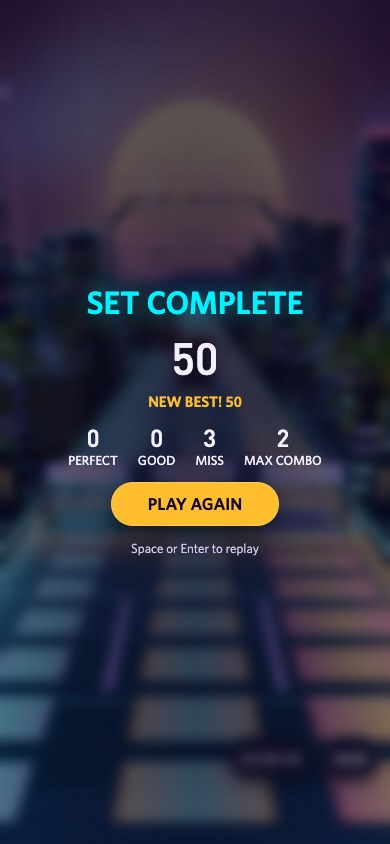 SET COMPLETE
50
NEW BEST! 50
0 0 3 2
PERFECT GOOD MISS MAX COMBO
PLAY AGAIN
Space or Enter to replay